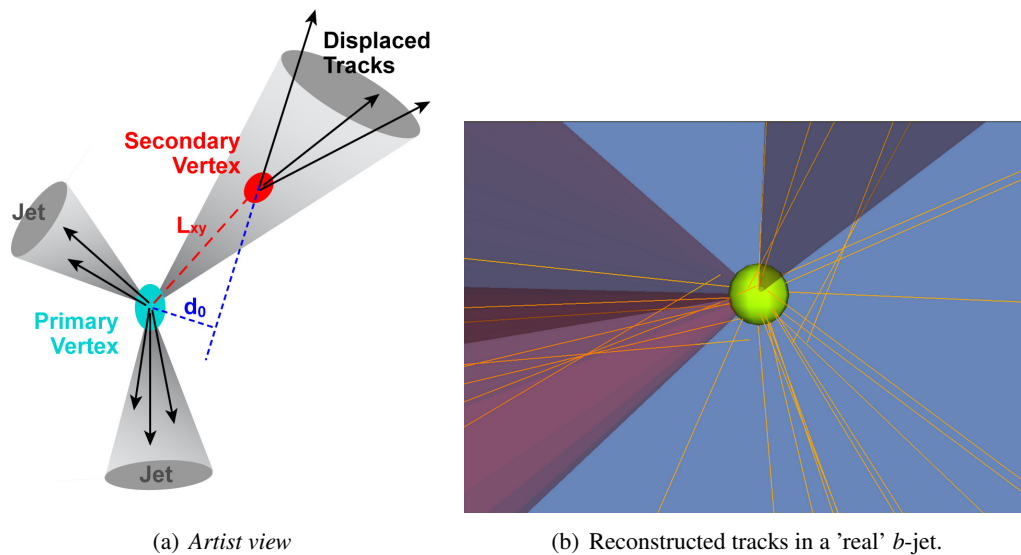 Displaced
Tracks
Secondary
Vertex
Jet
Lxy
d0
Primary
Vertex
Jet
(a) Artist view
(b) Reconstructed tracks in a ’real’ b-jet.